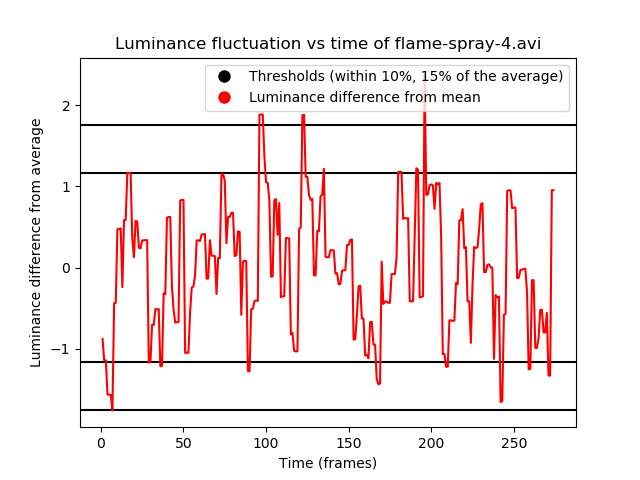 Luminance fluctuation vs time of flame-spray-4.avi
Thresholds (within 10%, 15% of the average)
Luminance difference from mean
Luminance difference from average
2
1
0
−1
0
50
100
150
200
250
Time (frames)